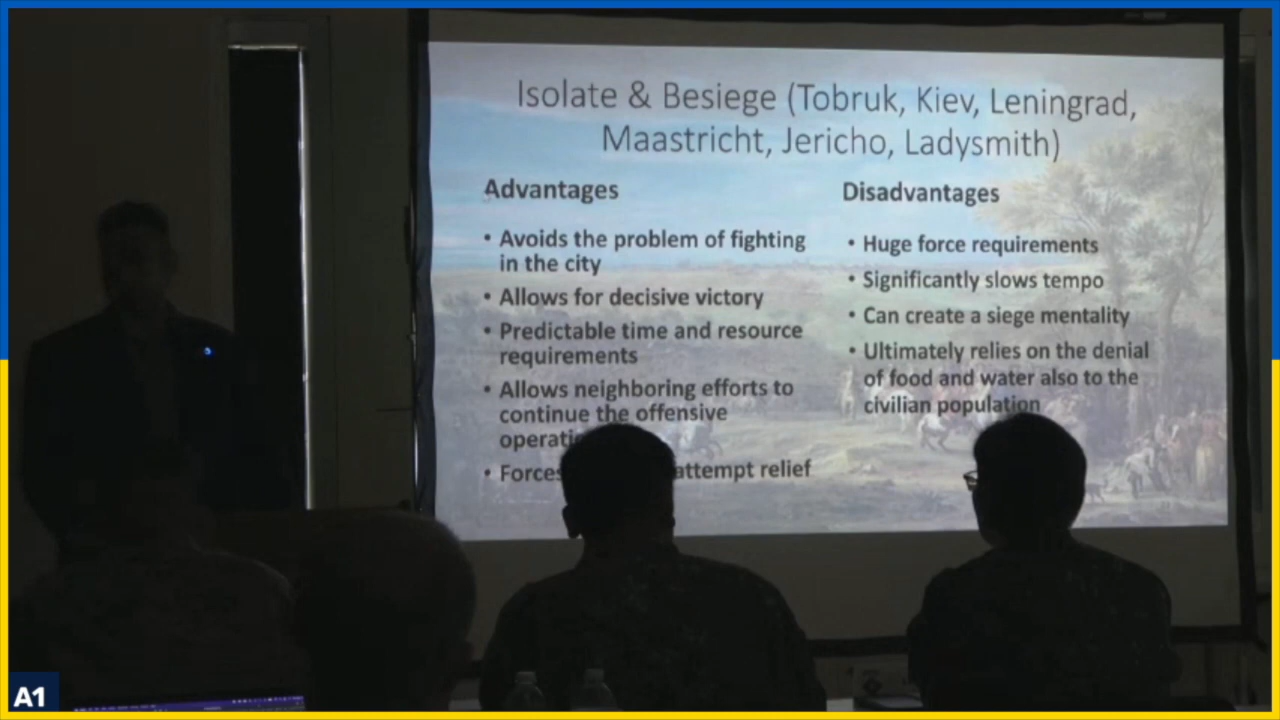 Isolate & Besiege (Tobruk, Kiev, Leningrad,
Maastricht, Jericho, Ladysmith)
Advantages
• Avoids the problem of fighting
in the city
• Allows for decisive victory
• Predictable time and resource
requirements
• Allows neighboring efforts to
continue the offensive
• Forces attempt relief
Disadvantages
• Huge force requirements
• Significantly slows tempo
• Can create a siege mentality
• Ultimately relies on the denial
of food and water also to the
civilian population
A1